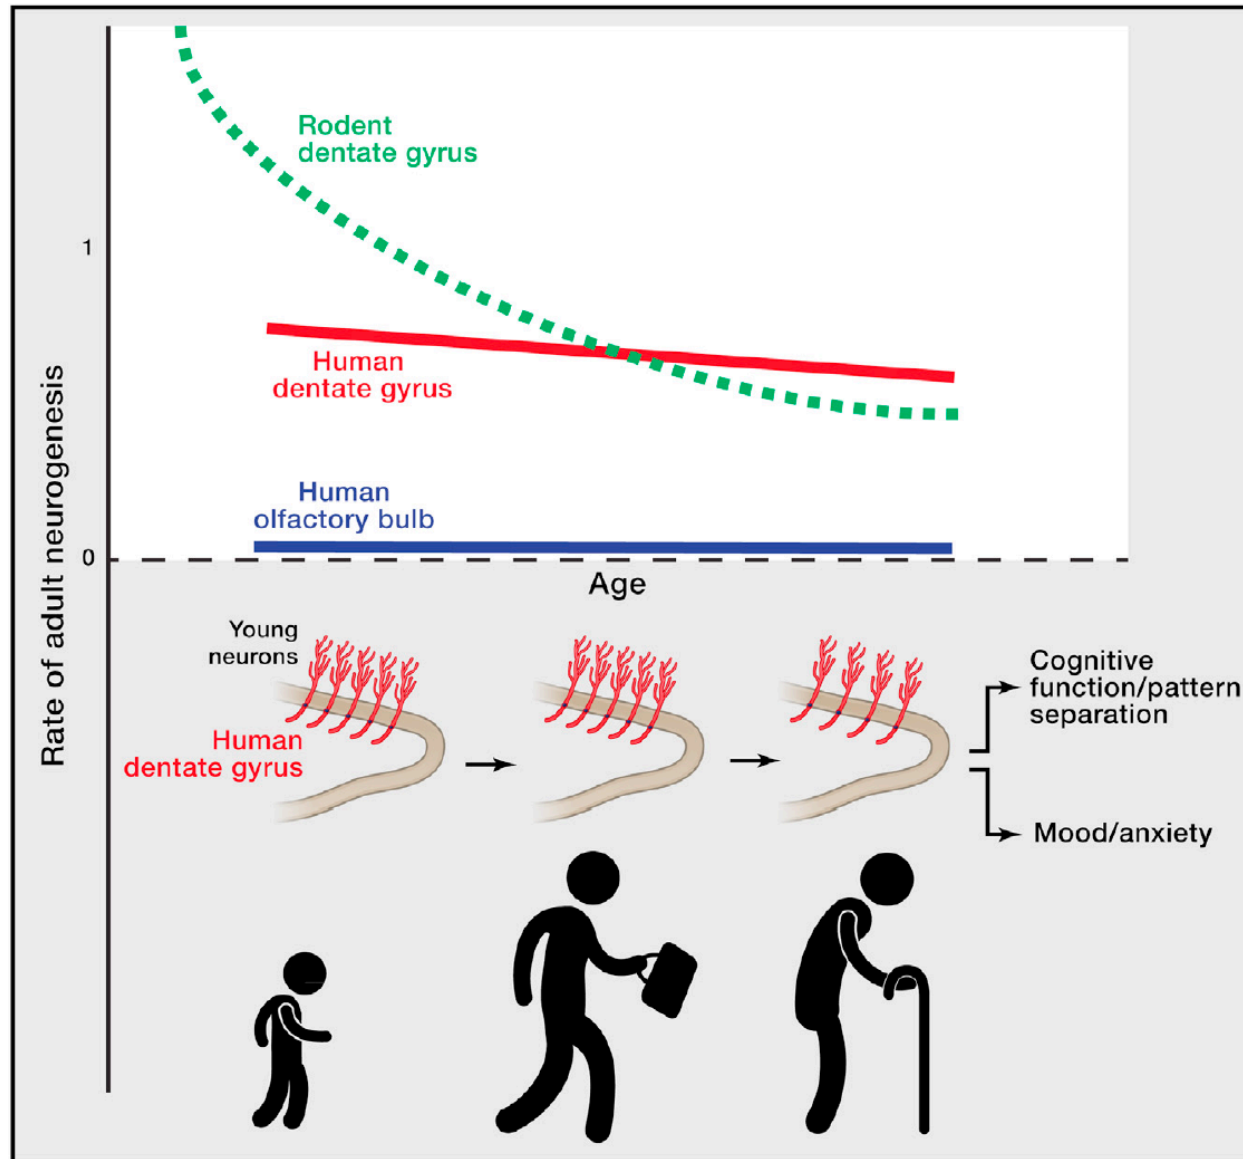 Rodent
dentate gyrus
1
Human
dentate gyrus
Human
olfactory bulb
0
Age
Rate of adult neurogenesis
Young
neurons
Human
dentate gyrus
Cognitive
function/pattern
separation
Mood/anxiety